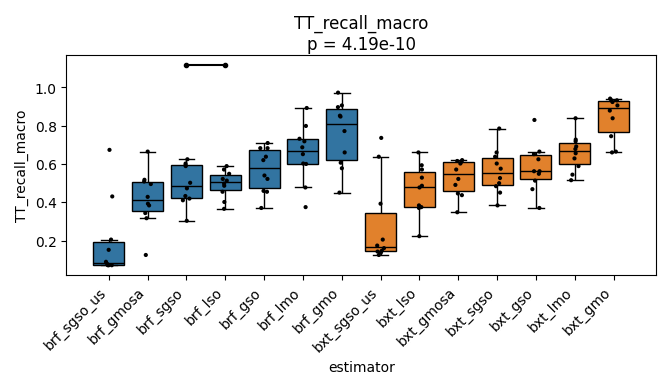 TT_recall_macro
p = 4.19e-10
TT_recall_macro
1.0
0.8
0.6
0.4
0.2
brf_sgso_us
brf_gmosa
brf_sgso
brf_lso
brf_gso
brf_lmo
brf_gmo
bxt_sgso_us
bxt_lso
bxt_gmosa
bxt_sgso
bxt_gso
bxt_lmo
bxt_gmo
estimator